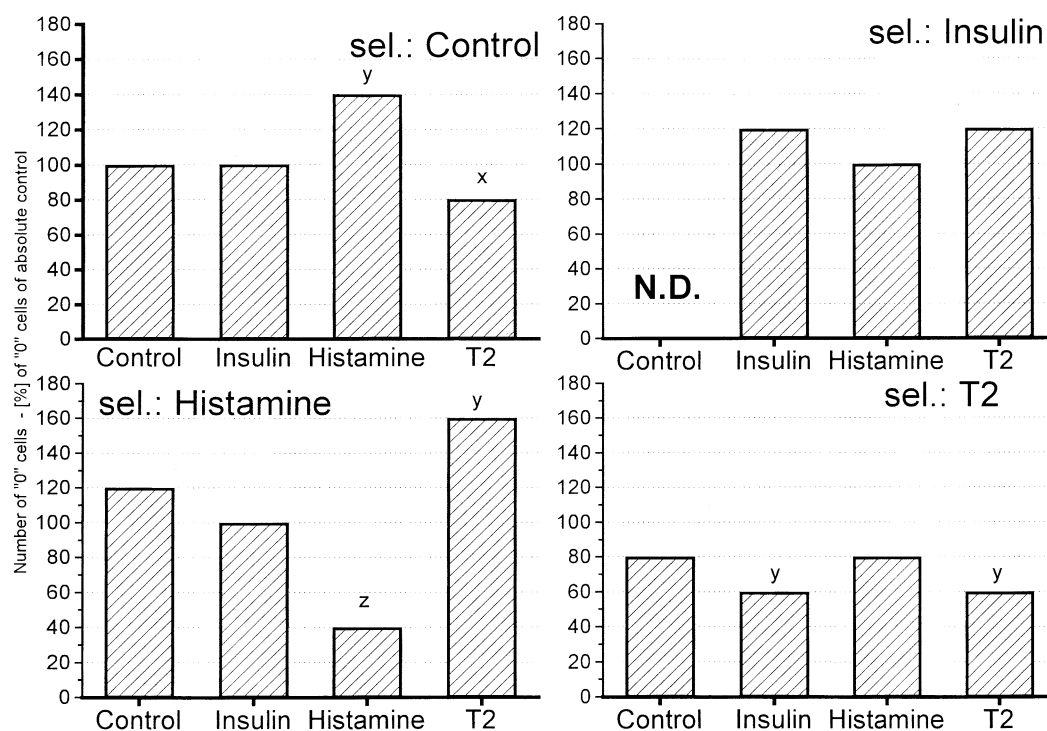 Number of "0" cells - [%] of "0" cells of absolute control
sel.: Control
180
160
140
120
100
80
60
40
20
0
y
x
Control Insulin Histamine T2
sel.: Insulin
180
160
140
120
100
80
60
40
20
0
N.D.
Control Insulin Histamine T2
sel.: Histamine
180
160
140
120
100
80
60
40
20
0
y
z
Control Insulin Histamine T2
sel.: T2
180
160
140
120
100
80
60
40
20
0
y y
Control Insulin Histamine T2